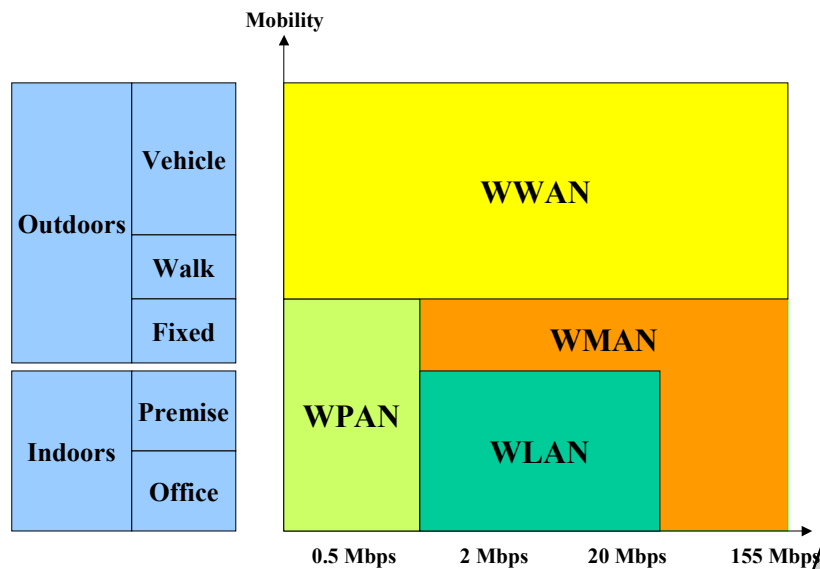 Mobility
Outdoors
Vehicle
Walk
Fixed
Indoors
Premise
Office
WWAN
WMAN
WPAN
WLAN
0.5 Mbps 2 Mbps 20 Mbps 155 Mbps